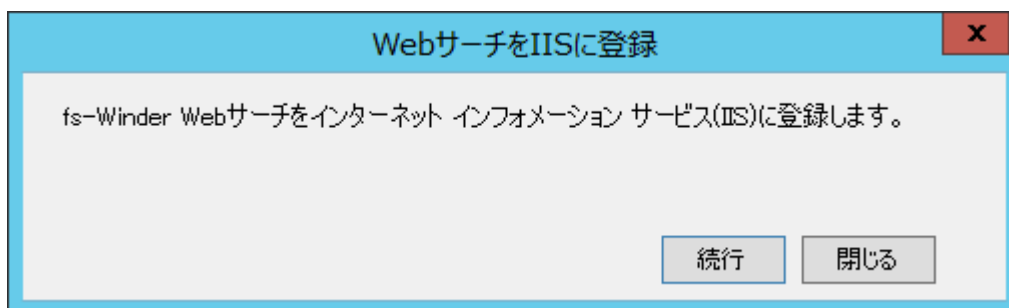 WebサーチをIISに登録
x
fs-Winder Webサーチをインターネット インフォメーション サービス(IIS)に登録します。
続行
閉じる